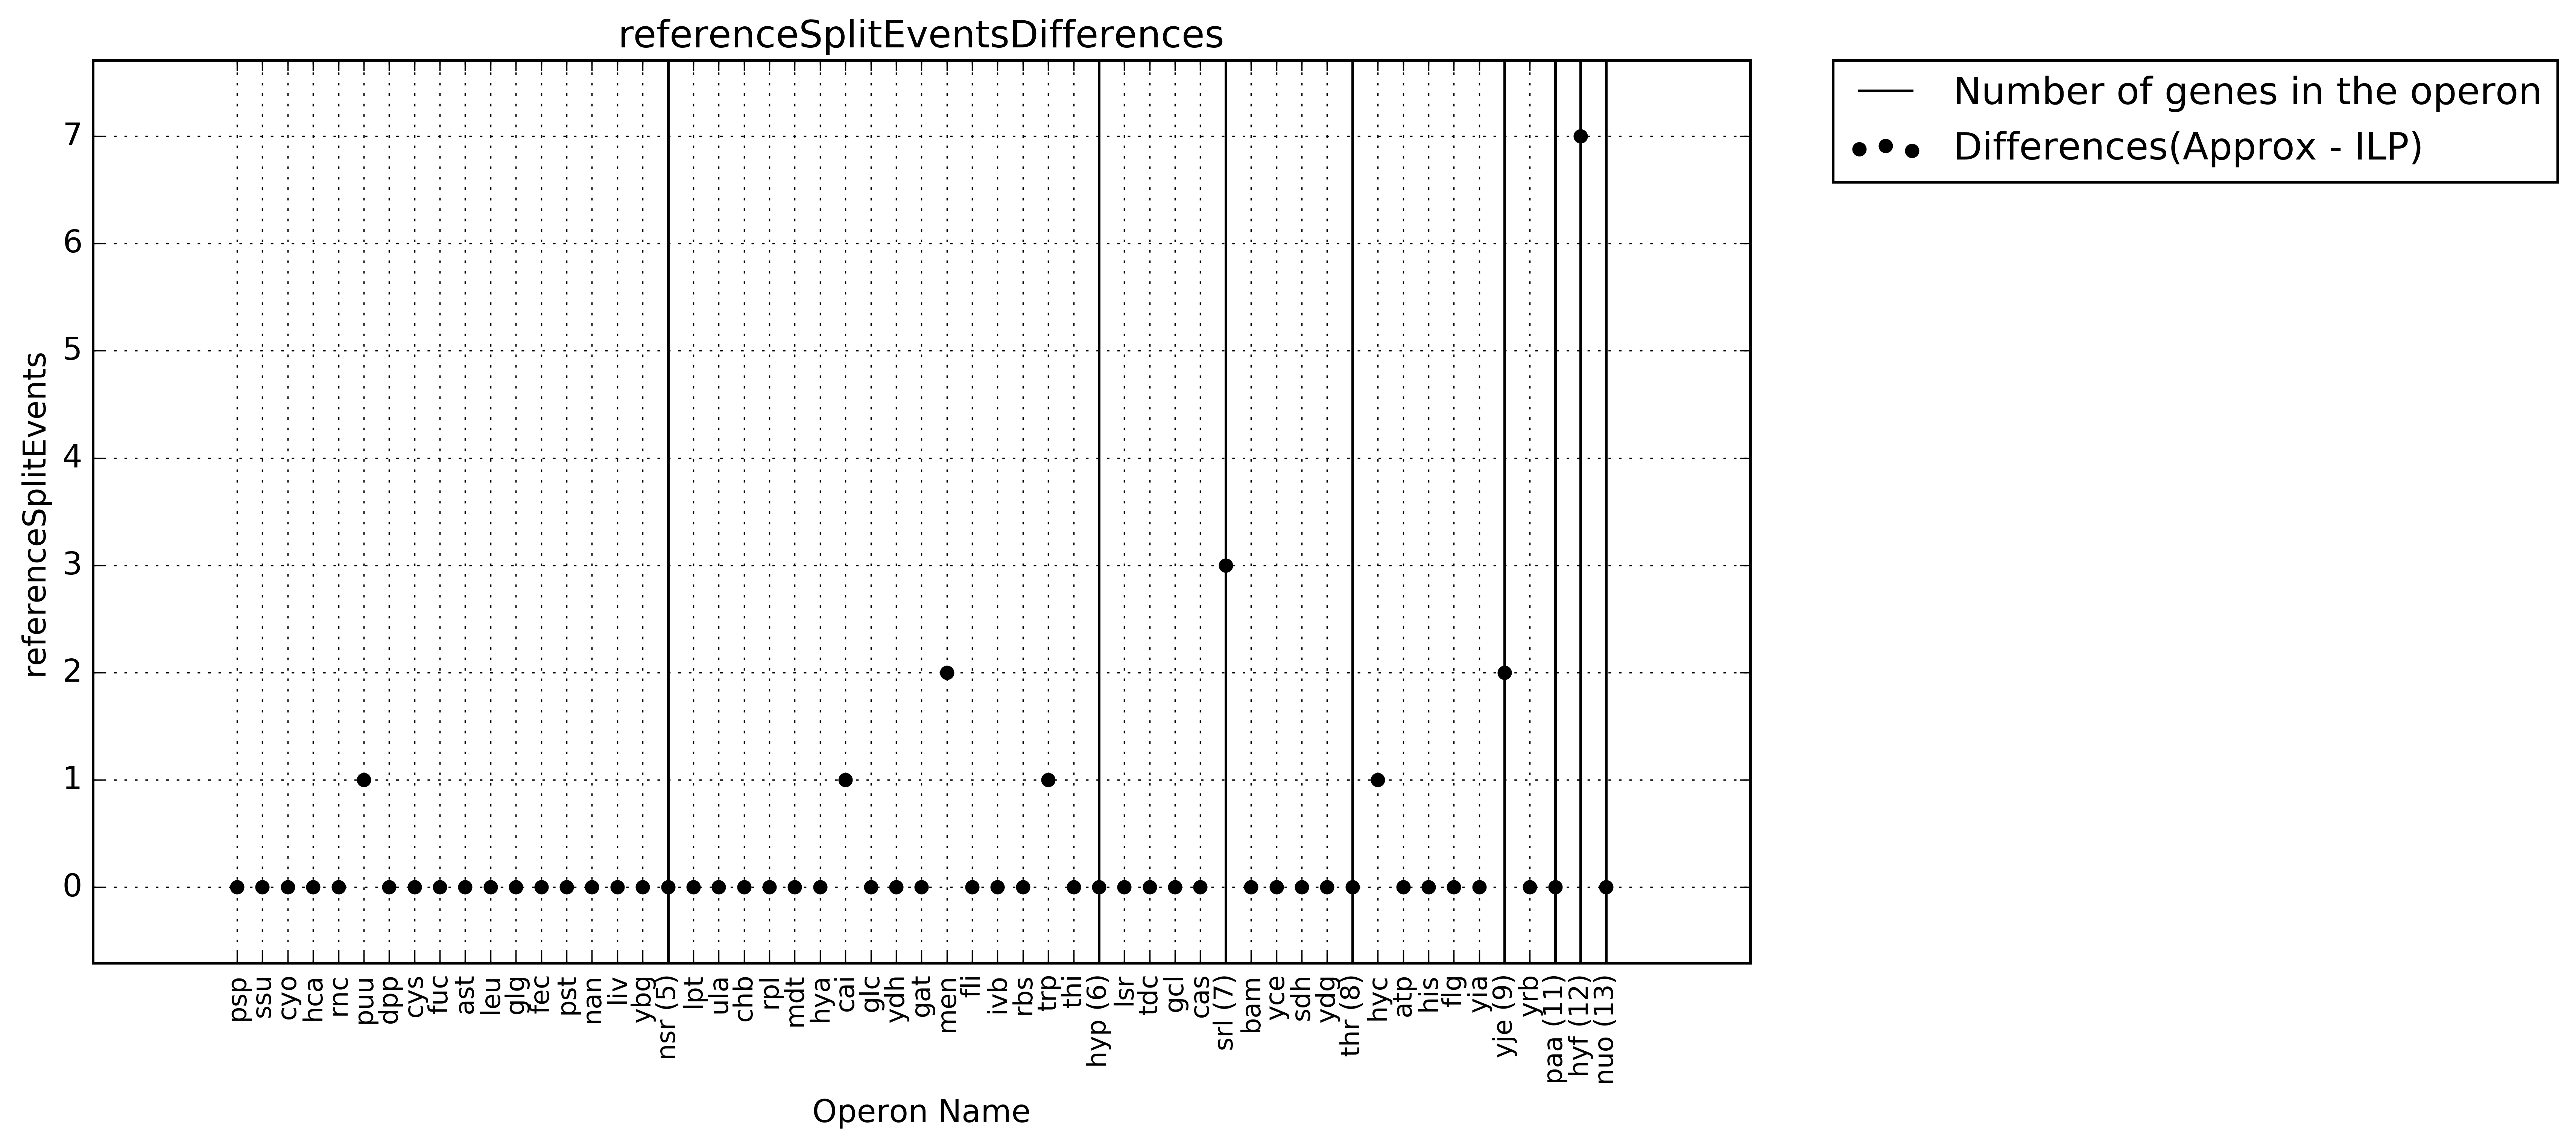 referenceSplitEventsDifferences
Number of genes in the operon
Differences(Approx - ILP)
referenceSplitEvents
7
6
5
4
3
2
1
0
psp
ssu
cyo
hca
rnc
puu
dpp
cys
fuc
ast
leu
glg
fec
pst
nan
liv
ybg
nsr (5)
lpt
ula
chb
rpl
mdt
hya
cai
glc
ydh
gat
men
fli
ivb
rbs
trp
thi
hyp (6)
lsr
tdc
gcl
cas
srl (7)
bam
yce
sdh
ydg
thr (8)
hyc
atp
his
flg
yia
yje (9)
yrb
paa (11)
hyf (12)
nuo (13)
Operon Name